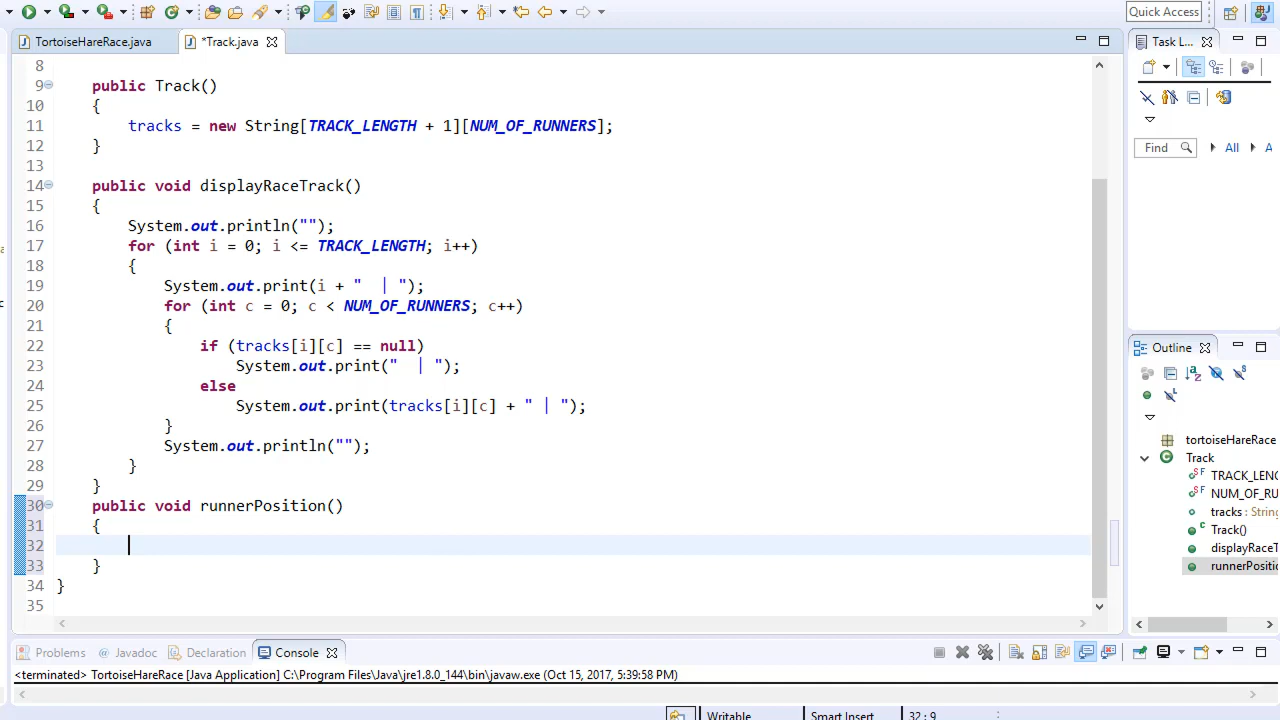 Quick Access
TortoiseHareRace.java
*Track.java
Task L...
8
9 public Track()
10 {
11 tracks = new String[TRACK_LENGTH + 1][NUM_OF_RUNNERS];
12 }
13
14 public void displayRaceTrack()
15 {
16 System.out.println("");
17 for (int i = 0; i <= TRACK_LENGTH; i++)
18 {
19 System.out.print(i + "  | ");
20 for (int c = 0; c < NUM_OF_RUNNERS; c++)
21 {
22 if (tracks[i][c] == null)
23 System.out.print("  | ");
24 else
25 System.out.print(tracks[i][c] + " | ");
26 }
27 System.out.println("");
28 }
29 }
30 public void runnerPosition()
31 {
32
33 }
34 }
35
Find
All
A
Outline
tortoiseHareRace
Track
TRACK_LENG
NUM_OF_RU
tracks : String
Track()
displayRaceT
runnerPositio
Problems
@ Javadoc
Declaration
Console
<terminated> TortoiseHareRace [Java Application] C:\Program Files\Java\jre1.8.0_144\bin\javaw.exe (Oct 15, 2017, 5:39:58 PM)
Writable
Smart Insert
32 : 9